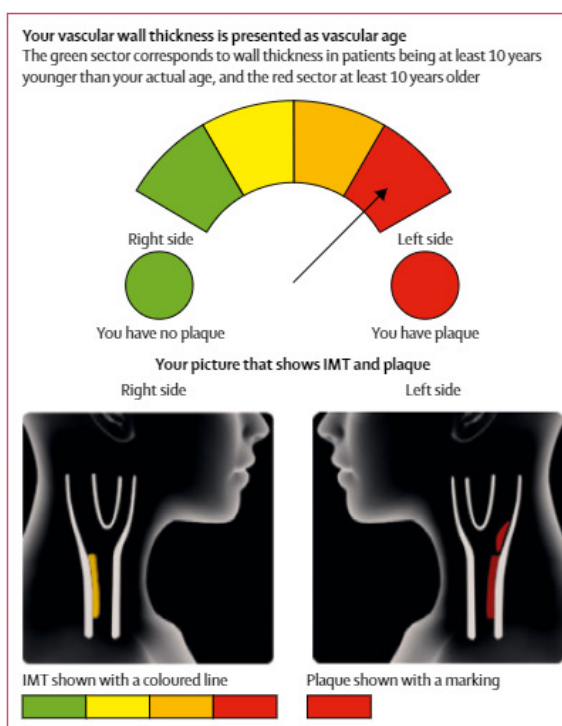 Your vascular wall thickness is presented as vascular age
The green sector corresponds to wall thickness in patients being at least 10 years
younger than your actual age, and the red sector at least 10 years older
Right side
Left side
You have no plaque
You have plaque
Your picture that shows IMT and plaque
Right side
Left side
IMT shown with a coloured line
Plaque shown with a marking